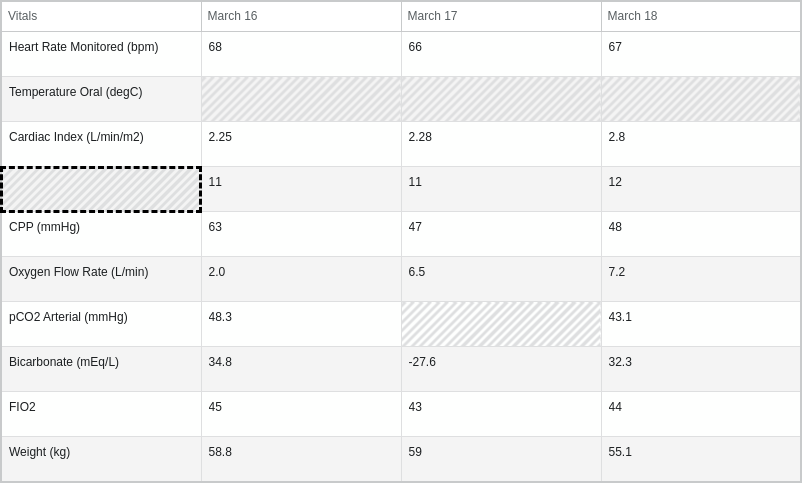 Vitals March 16 March 17 March 18
Heart Rate Monitored (bpm) 68 66 67
Temperature Oral (degC)
Cardiac Index (L/min/m2) 2.25 2.28 2.8
11 11 12
CPP (mmHg) 63 47 48
Oxygen Flow Rate (L/min) 2.0 6.5 7.2
pCO2 Arterial (mmHg) 48.3 43.1
Bicarbonate (mEq/L) 34.8 -27.6 32.3
FIO2 45 43 44
Weight (kg) 58.8 59 55.1